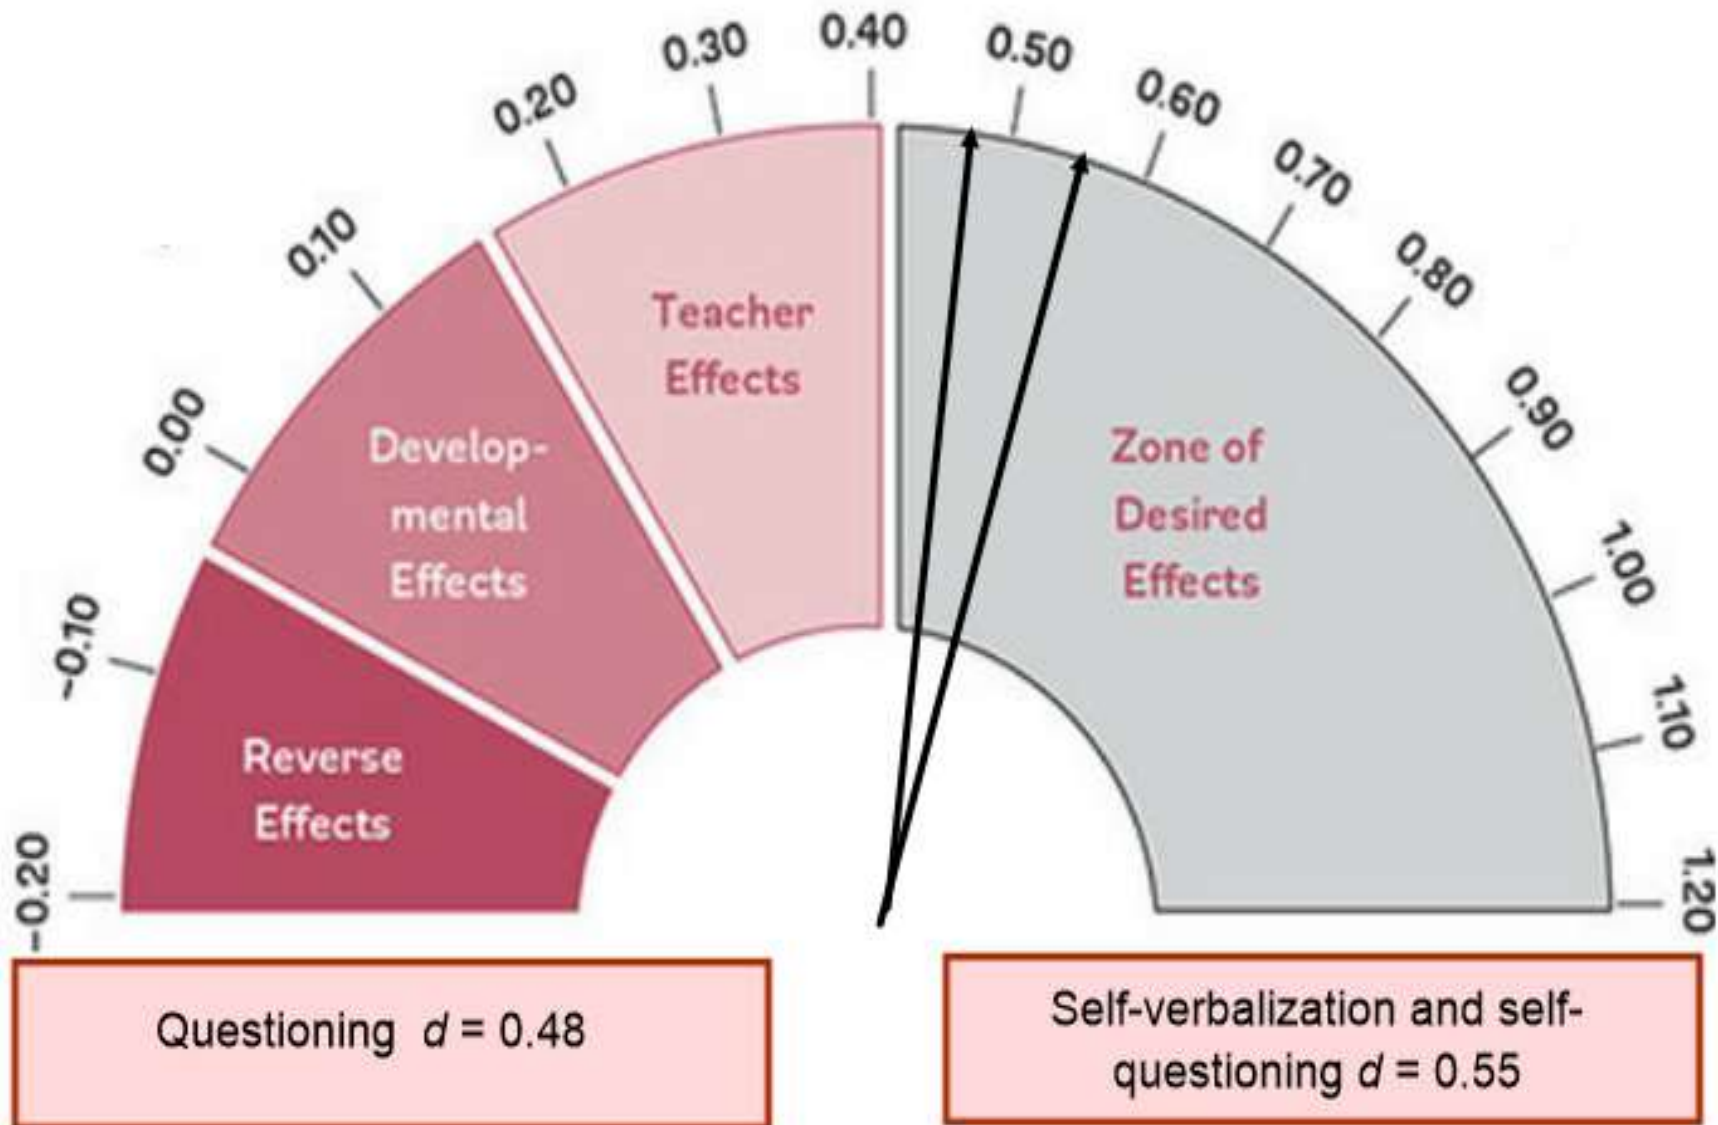 -0.20
-0.10
0.00
0.10
0.20
0.30
0.40
0.50
0.60
0.70
0.80
0.90
1.00
1.10
1.20
Reverse
Effects
Develop-
mental
Effects
Teacher
Effects
Zone of
Desired
Effects
Questioning d = 0.48
Self-verbalization and self-
questioning d = 0.55